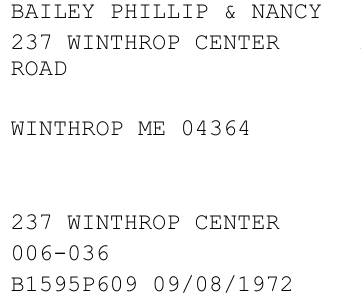 BAILEY PHILLIP & NANCY
237 WINTHROP CENTER
ROAD
WINTHROP ME 04364
237 WINTHROP CENTER
006-036
B1595P609 09/08/1972